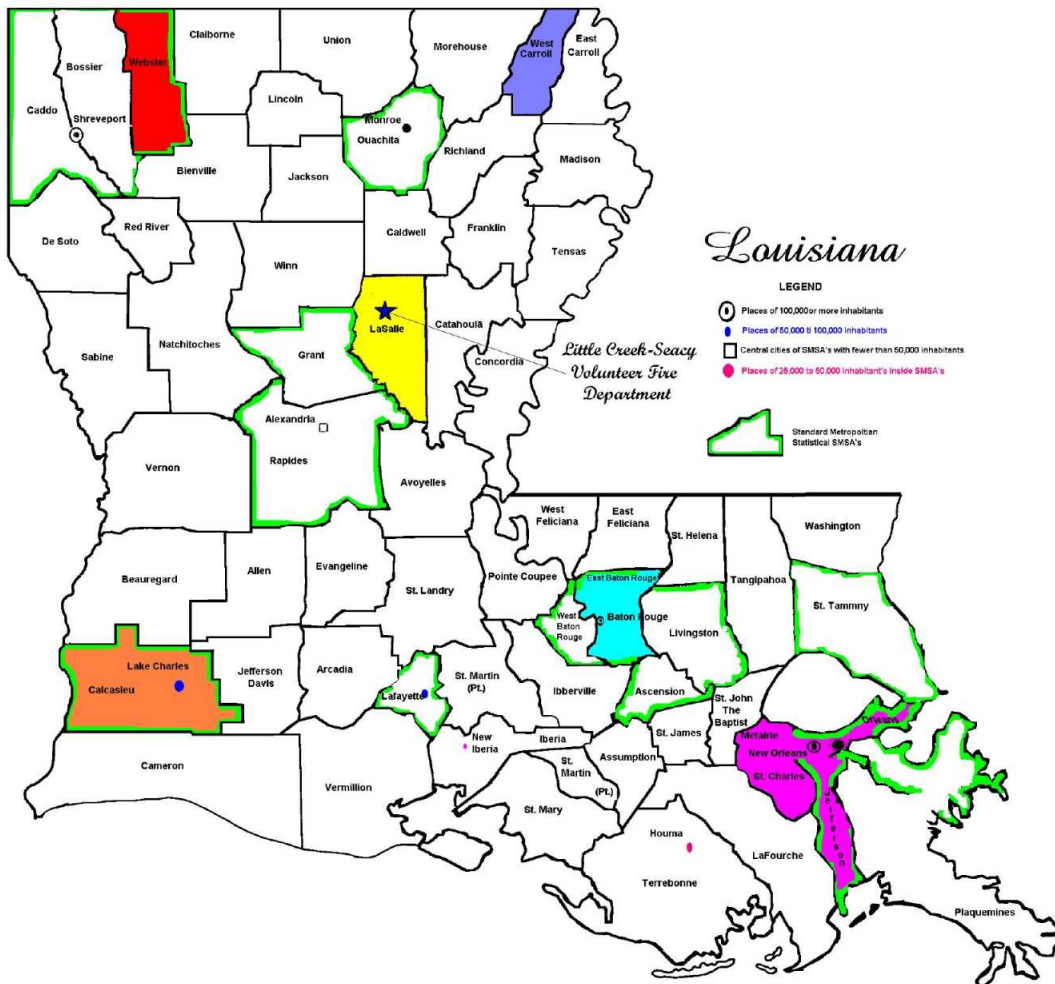 Claiborne
Union
Morehouse
West
Carroll
East
Carroll
Webster
Bossier
Caddo
Shreveport
Lincoln
Monroe
Ouachita
Richland
Madison
Bienville
Jackson
De Soto
Red River
Caldwell
Franklin
Tensas
Winn
Louisiana
LEGEND
Places of 100,000or more inhabitants
Places of 50,000 ti 100,000 inhabitants
Central cities of SMSA's with fewer than 50,000 inhabitants
Places of 25,000 to 50,000 inhabitant's inside SMSA's
Standard Metropoltian
Statistical SMSA's
LaSalle
Catahoula
Natchitoches
Sabine
Grant
Concordia
Little Creek-Seacy
Volunteer Fire
Department
Alexandria
Rapides
Vernon
Avoyelles
West
Feliciana
East
Feliciana
St. Helena
Washington
Beauregard
Allen
Evangeline
St. Landry
Pointe Coupee
East Baton Rouge
Tangipahoa
West
Baton
Rouge
Baton Rouge
Livingston
St. Tammny
Lake Charles
Calcasieu
Jefferson
Davis
Arcadia
Lafayette
St. Martin
(Pt.)
Ibberville
Ascension
St. John
The
Baptist
Orleans
Metairie
New Orleans
St. Charles
Jefferson
St. James
Assumption
New
Iberia
Iberia
St.
Martin
(Pt.)
Cameron
Vermillion
St. Mary
Houma
Terrebonne
LaFourche
Plaquemines